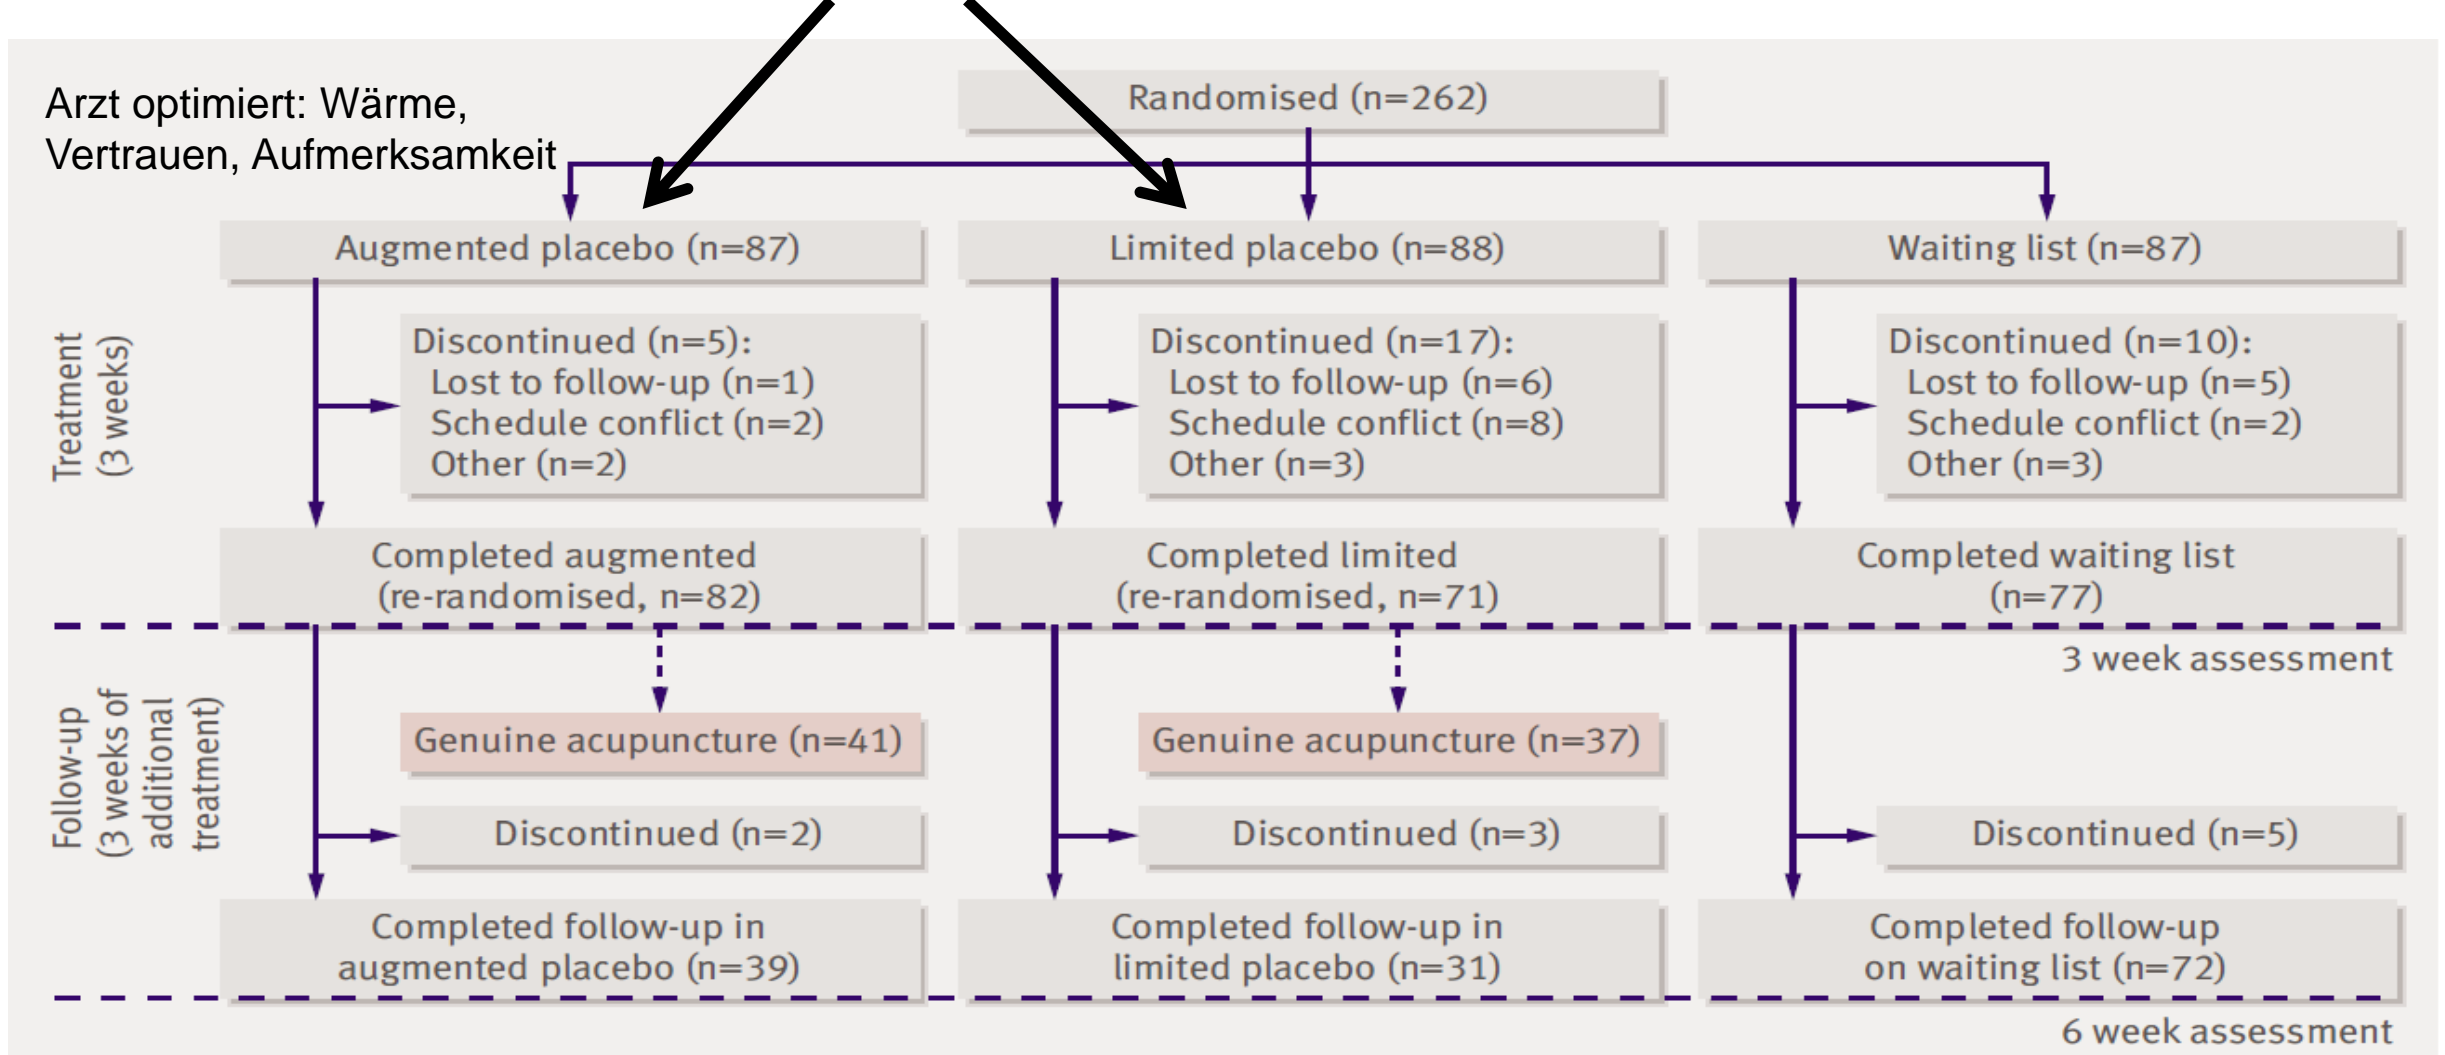 Arzt optimiert: Wärme,
Vertrauen, Aufmerksamkeit
Randomised (n=262)
Augmented placebo (n=87)
Limited placebo (n=88)
Waiting list (n=87)
Treatment
(3 weeks)
Discontinued (n=5):
Lost to follow-up (n=1)
Schedule conflict (n=2)
Other (n=2)
Discontinued (n=17):
Lost to follow-up (n=6)
Schedule conflict (n=8)
Other (n=3)
Discontinued (n=10):
Lost to follow-up (n=5)
Schedule conflict (n=2)
Other (n=3)
Completed augmented
(re-randomised, n=82)
Completed limited
(re-randomised, n=71)
Completed waiting list
(n=77)
3 week assessment
Follow-up
(3 weeks of
additional
treatment)
Genuine acupuncture (n=41)
Genuine acupuncture (n=37)
Discontinued (n=2)
Discontinued (n=3)
Discontinued (n=5)
Completed follow-up in
augmented placebo (n=39)
Completed follow-up in
limited placebo (n=31)
Completed follow-up
on waiting list (n=72)
6 week assessment